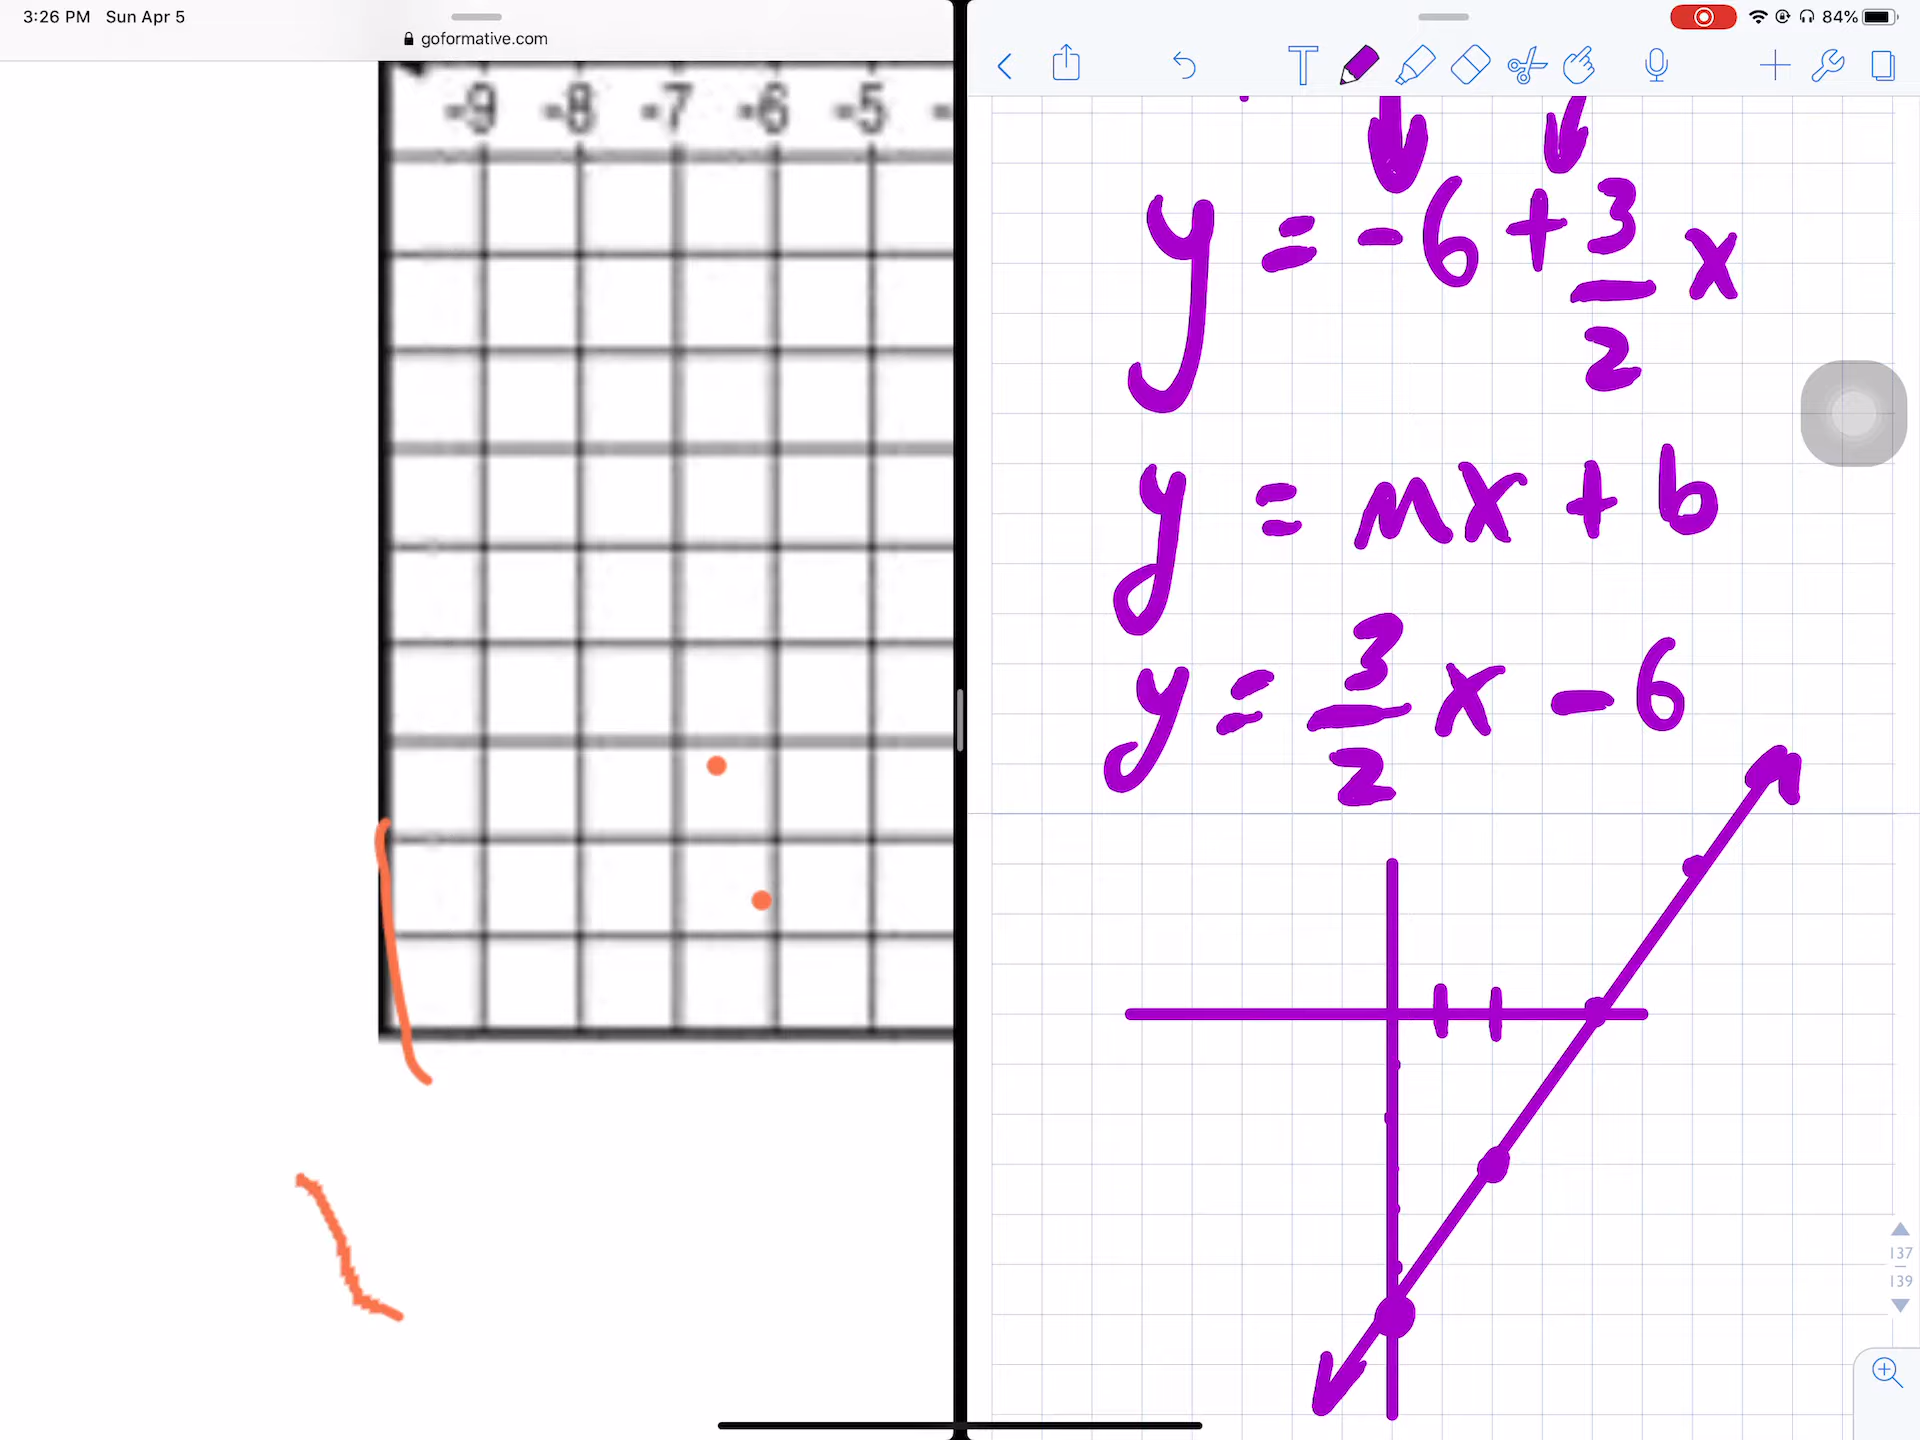 3:26 PM Sun Apr 5
84%
goformative.com
-9 -8 -7 -6 -5
T
y = -6 + 3/2 x
y = mx + b
y = 3/2 x - 6
137
139